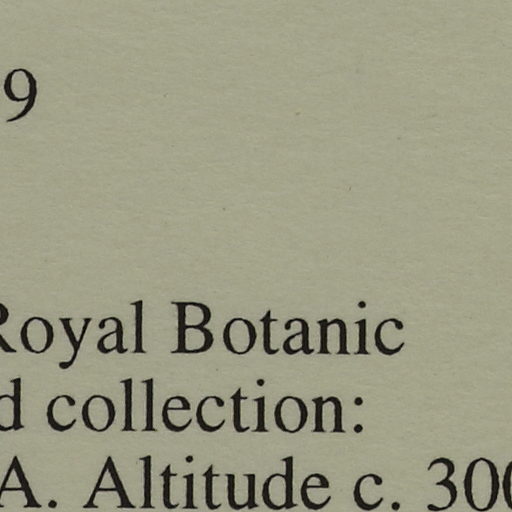 9
Royal Botanic
d collection:
A. Altitude c. 300